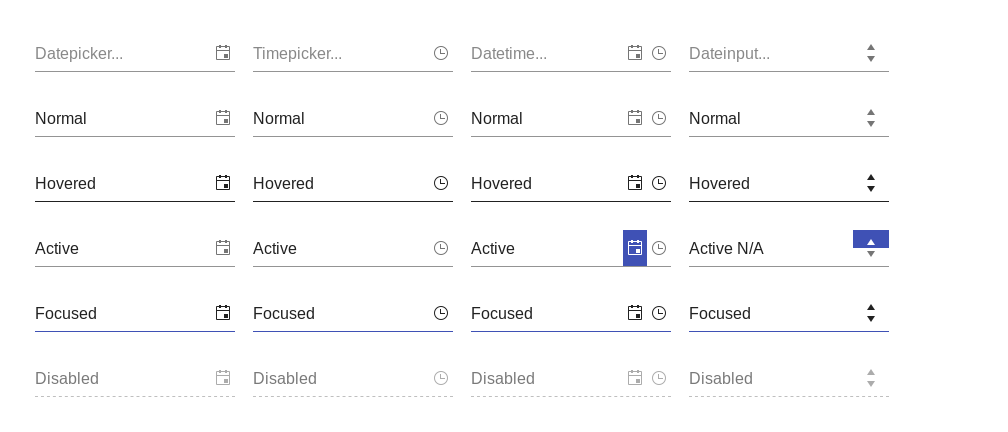 Datepicker... Timepicker... Datetime... Dateinput...
Normal Normal Normal Normal
Hovered Hovered Hovered Hovered
Active Active Active Active N/A
Focused Focused Focused Focused
Disabled Disabled Disabled Disabled